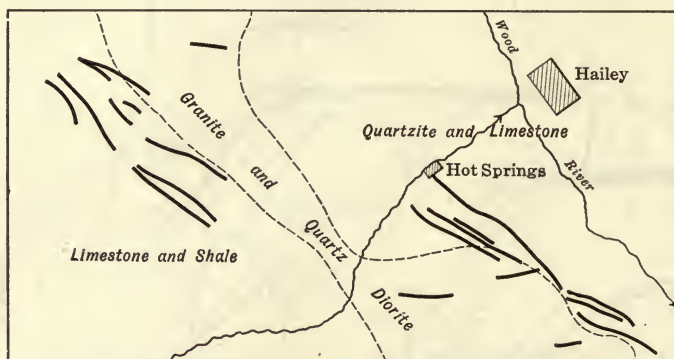 Wood
River
Hailey
Granite
and
Quartz
Diorite
Quartzite and Limestone
Hot Springs
Limestone and Shale